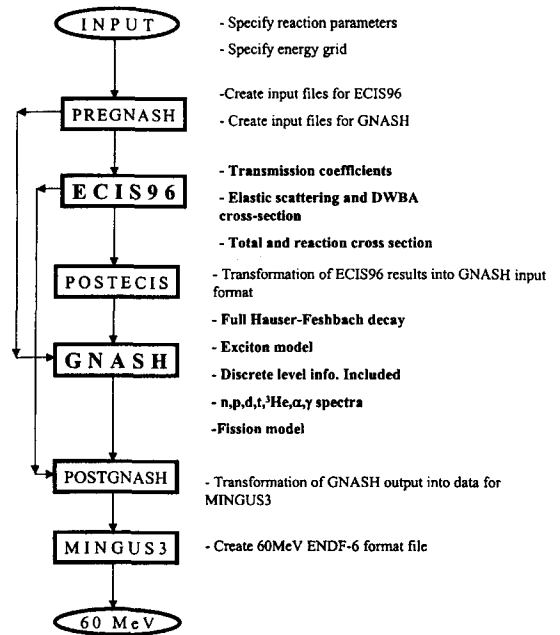 INPUT
- Specify reaction parameters
- Specify energy grid
PREGNASH
-Create input files for ECIS96
- Create input files for GNASH
ECIS96
- Transmission coefficients
- Elastic scattering and DWBA
cross-section
- Total and reaction cross section
POSTECIS
- Transformation of ECIS96 results into GNASH input
format
GNASH
- Full Hauser-Feshbach decay
- Exciton model
- Discrete level info. Included
- n,p,d,t,³He,α,γ spectra
-Fission model
POSTGNASH
- Transformation of GNASH output into data for
MINGUS3
MINGUS3
- Create 60MeV ENDF-6 format file
60 MeV